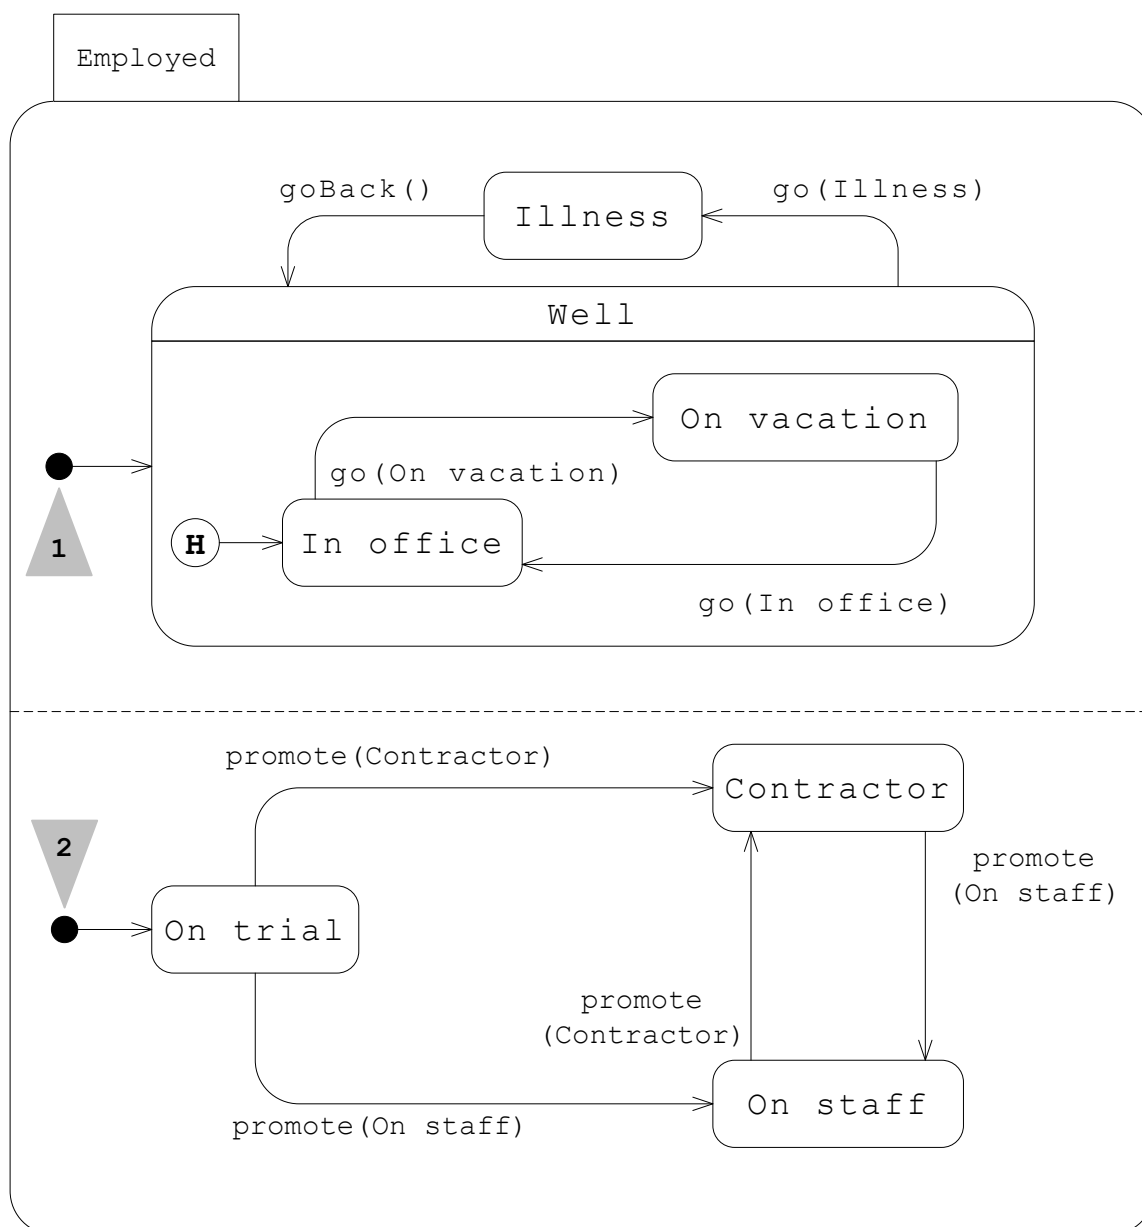 Employed
goBack()
Illness
go(Illness)
Well
On vacation
go(On vacation)
1
H
In office
go(In office)
promote(Contractor)
Contractor
2
promote
(On staff)
On trial
promote
(Contractor)
On staff
promote(On staff)